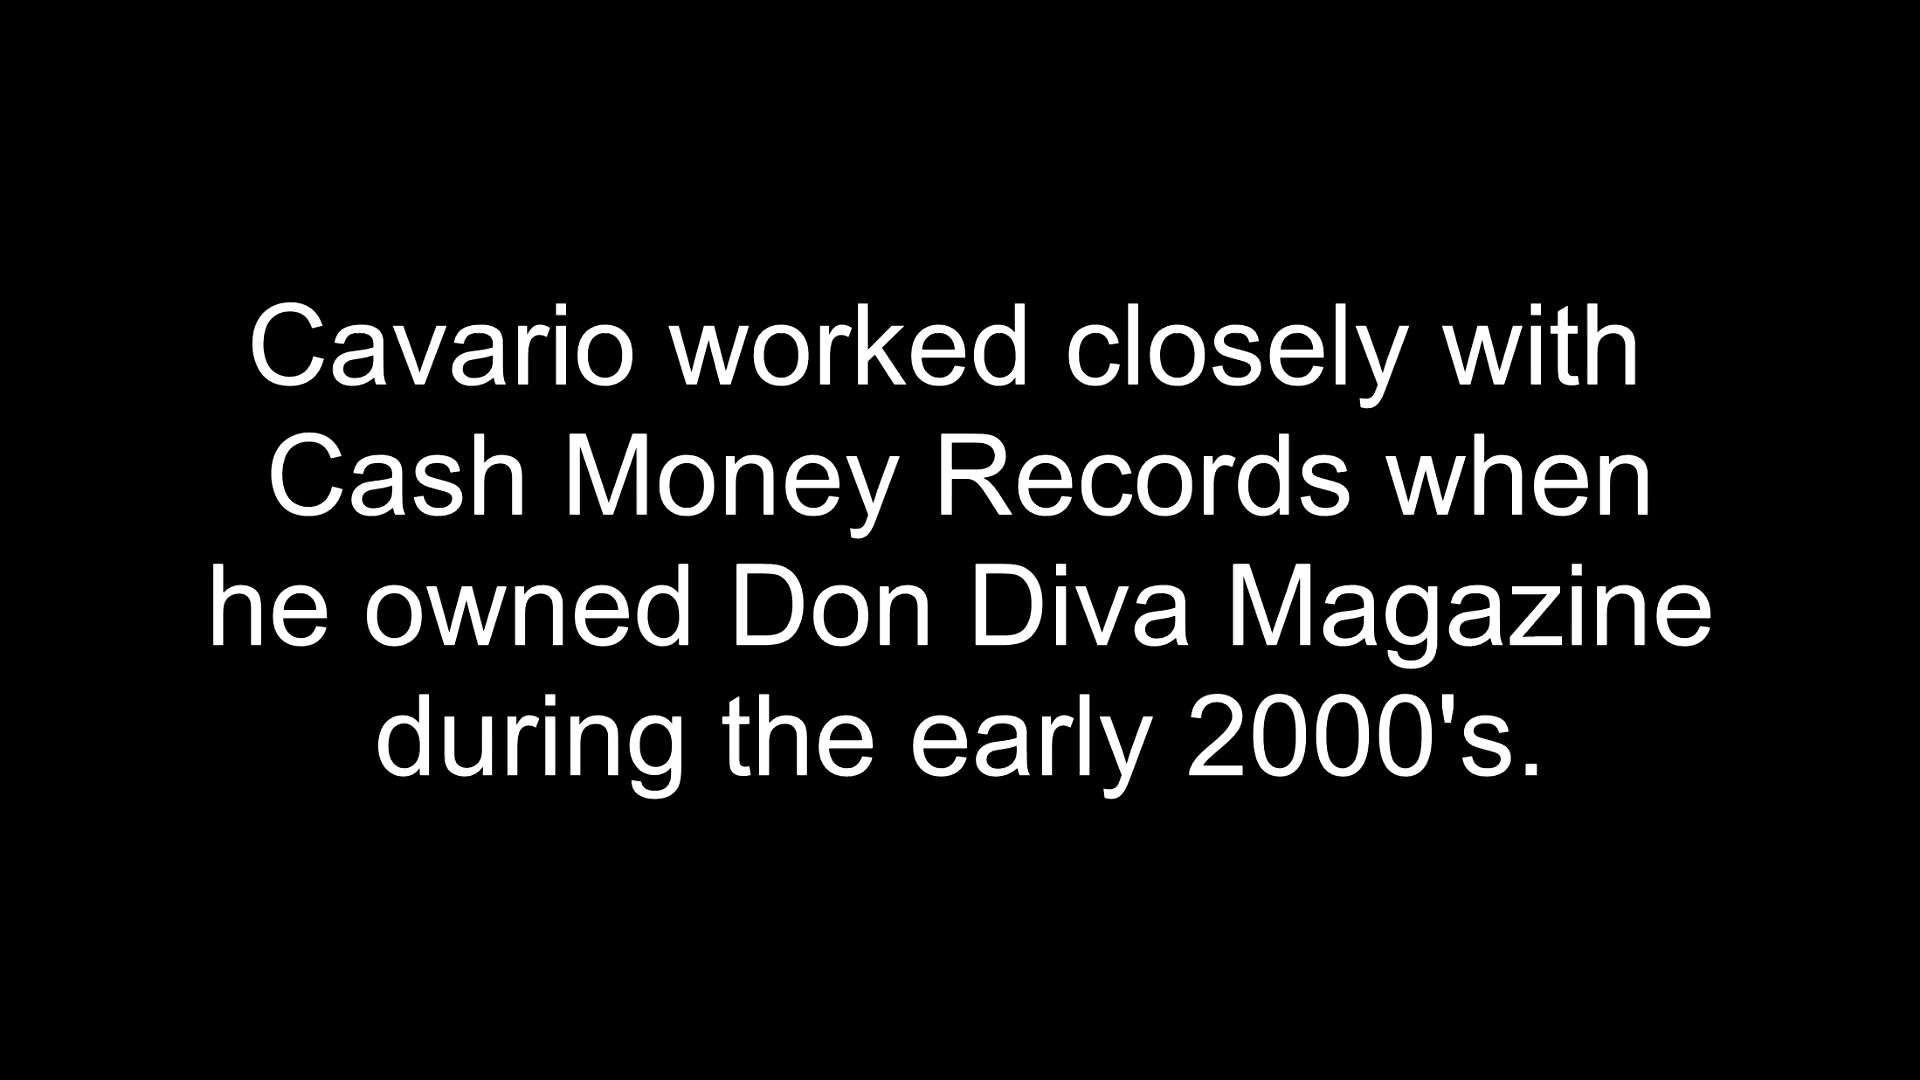 Cavario worked closely with
Cash Money Records when
he owned Don Diva Magazine
during the early 2000's.